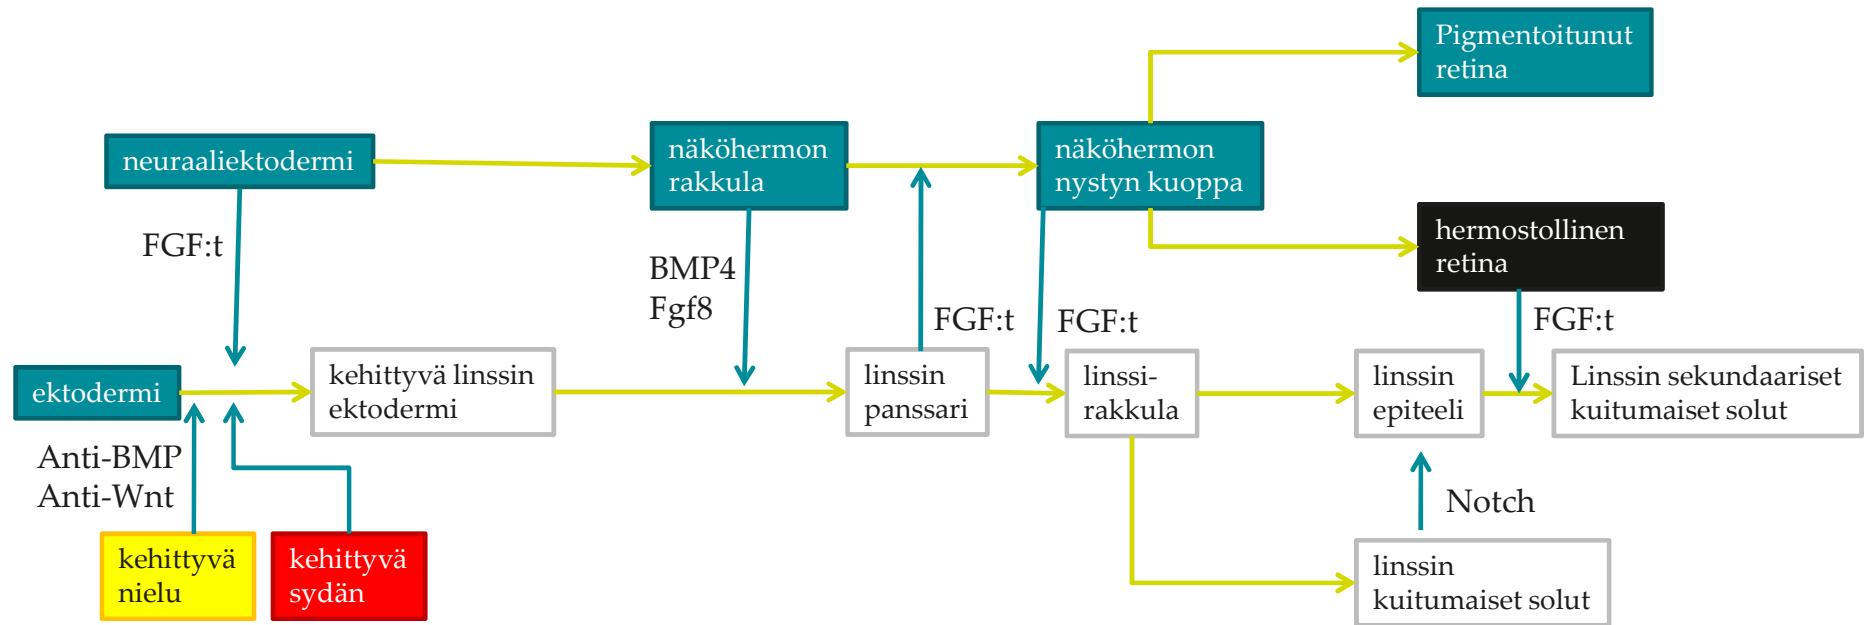 Pigmentoitunut
retina
neuraaliektodermi
näköhermon
rakkula
näköhermon
nystyn kuoppa
hermostollinen
retina
FGF:t
BMP4
Fgf8
FGF:t
FGF:t
FGF:t
ektodermi
kehittyvä linssin
ektodermi
linssin
panssari
linssi-
rakkula
linssin
epiteeli
Linssin sekundaariset
kuitumaiset solut
Anti-BMP
Anti-Wnt
Notch
kehittyvä
nielu
kehittyvä
sydän
linssin
kuitumaiset solut